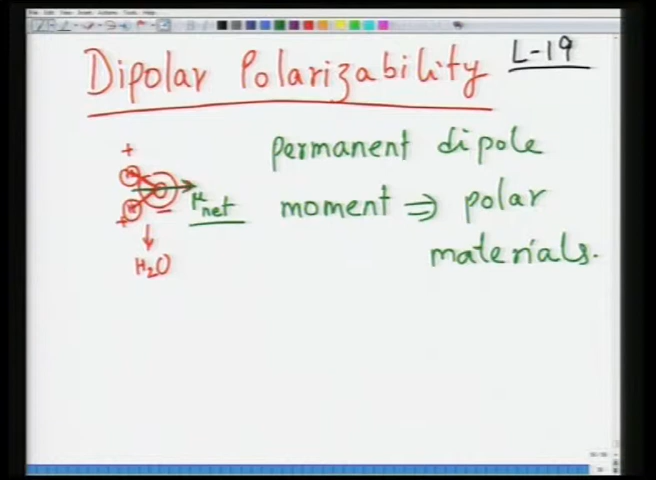 L-19
Dipolar Polarizability
permanent dipole
moment ⇒ polar
materials.
+
H
O
H
+
−
μnet
H2O